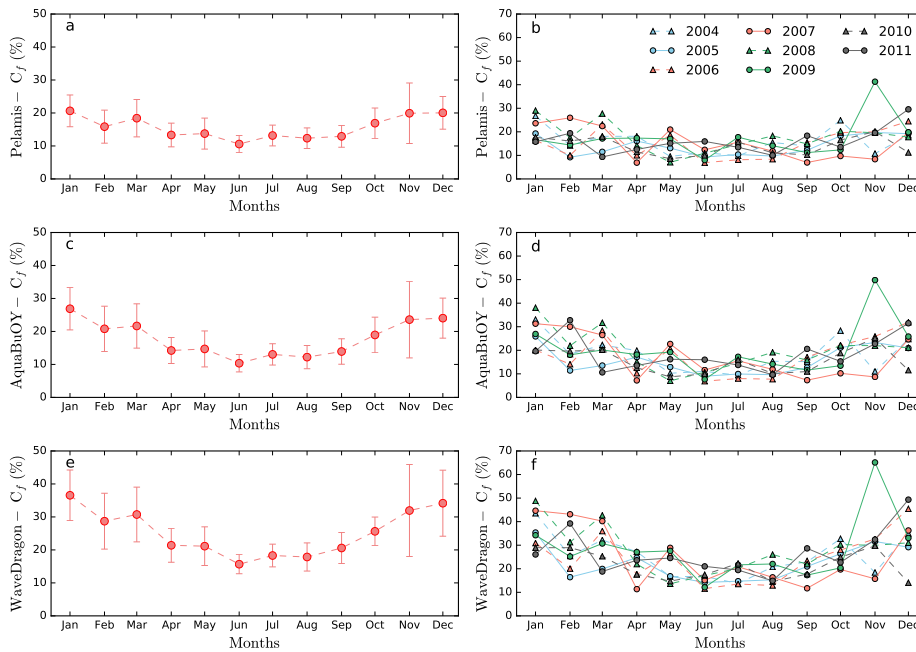 a
Pelamis − C_f (%)
50
40
30
20
10
0
Jan Feb Mar Apr May Jun Jul Aug Sep Oct Nov Dec
Months
b
2004 2007 2010
2005 2008 2011
2006 2009
Pelamis − C_f (%)
70
60
50
40
30
20
10
0
Jan Feb Mar Apr May Jun Jul Aug Sep Oct Nov Dec
Months
c
AquaBuOY − C_f (%)
50
40
30
20
10
0
Jan Feb Mar Apr May Jun Jul Aug Sep Oct Nov Dec
Months
d
AquaBuOY − C_f (%)
70
60
50
40
30
20
10
0
Jan Feb Mar Apr May Jun Jul Aug Sep Oct Nov Dec
Months
e
WaveDragon − C_f (%)
50
40
30
20
10
0
Jan Feb Mar Apr May Jun Jul Aug Sep Oct Nov Dec
Months
f
WaveDragon − C_f (%)
70
60
50
40
30
20
10
0
Jan Feb Mar Apr May Jun Jul Aug Sep Oct Nov Dec
Months